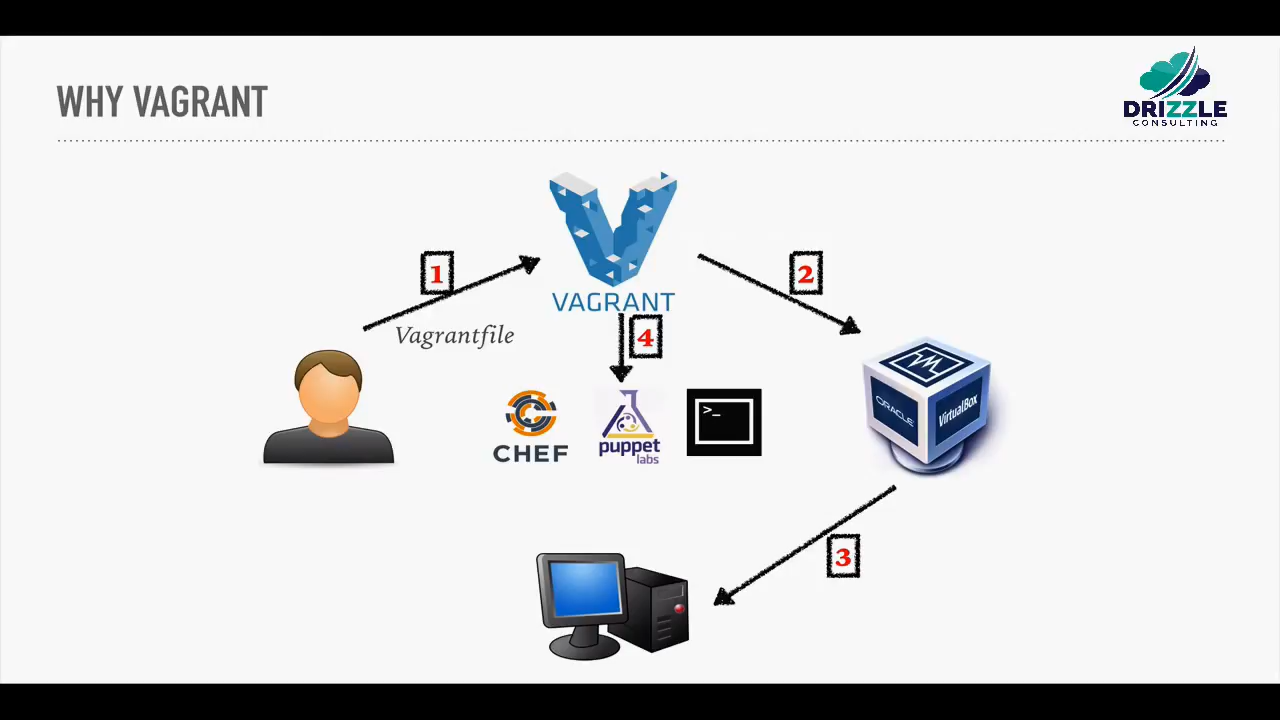 WHY VAGRANT
DRIZZLE
CONSULTING
VAGRANT
1
2
Vagrantfile
4
ORACLE
VirtualBox
CHEF
puppet
labs
>_
3